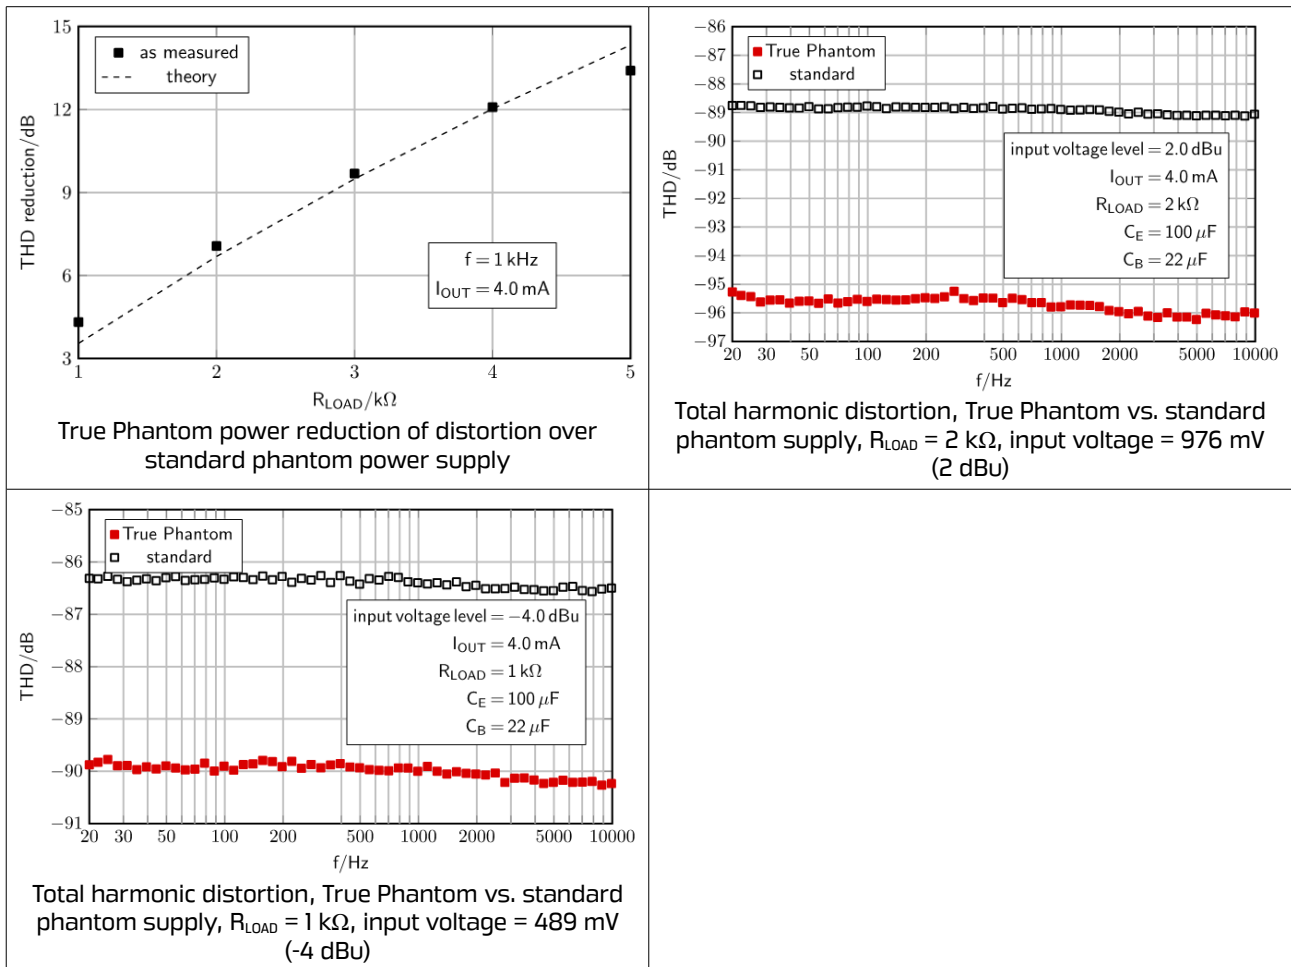 15
12
9
6
3
THD reduction/dB
as measured
theory
f = 1 kHz
I_OUT = 4.0 mA
1 2 3 4 5
R_LOAD/kΩ
True Phantom power reduction of distortion over
standard phantom power supply
−86
−87
−88
−89
−90
−91
−92
−93
−94
−95
−96
−97
THD/dB
True Phantom
standard
input voltage level = 2.0 dBu
I_OUT = 4.0 mA
R_LOAD = 2 kΩ
C_E = 100 μF
C_B = 22 μF
20 30 50 100 200 400 1000 2000 5000 10000
f/Hz
Total harmonic distortion, True Phantom vs. standard
phantom supply, R_LOAD = 2 kΩ, input voltage = 976 mV
(2 dBu)
−85
−86
−87
−88
−89
−90
−91
THD/dB
True Phantom
standard
input voltage level = −4.0 dBu
I_OUT = 4.0 mA
R_LOAD = 1 kΩ
C_E = 100 μF
C_B = 22 μF
20 30 50 100 200 400 1000 2000 5000 10000
f/Hz
Total harmonic distortion, True Phantom vs. standard
phantom supply, R_LOAD = 1 kΩ, input voltage = 489 mV
(-4 dBu)